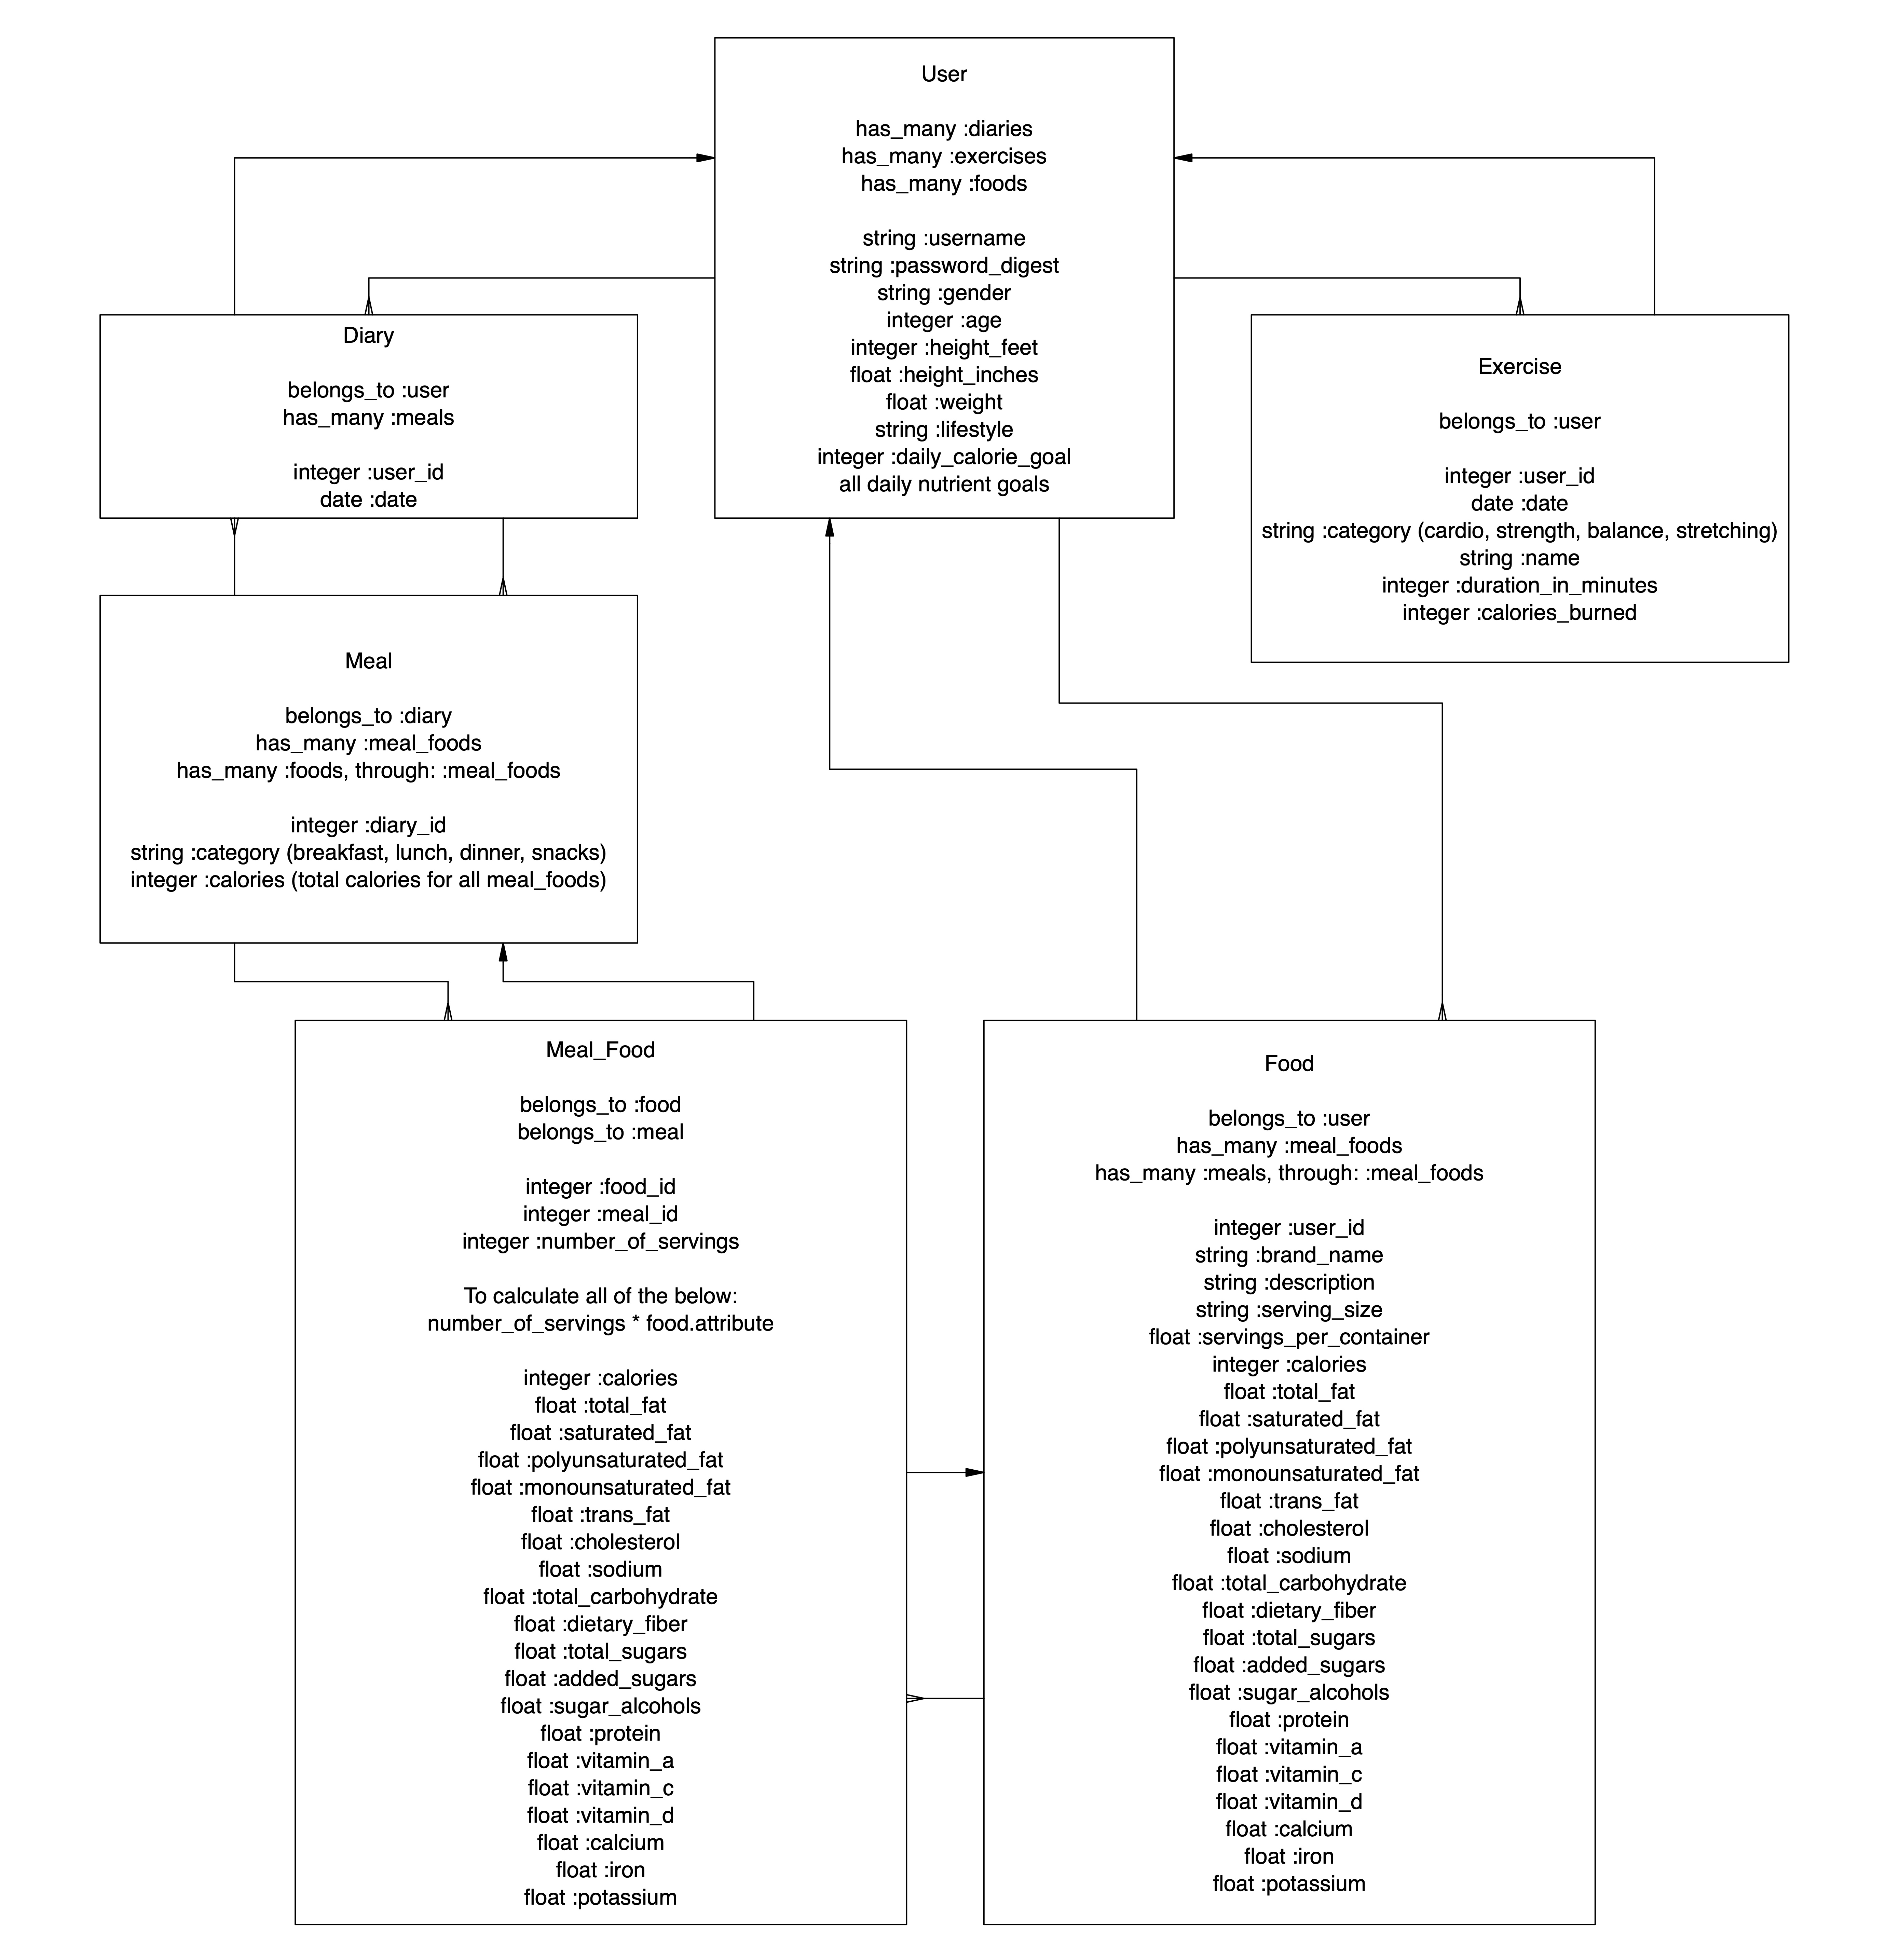 User
has_many :diaries
has_many :exercises
has_many :foods
string :username
string :password_digest
string :gender
integer :age
integer :height_feet
float :height_inches
float :weight
string :lifestyle
integer :daily_calorie_goal
all daily nutrient goals
Diary
belongs_to :user
has_many :meals
integer :user_id
date :date
Exercise
belongs_to :user
integer :user_id
date :date
string :category (cardio, strength, balance, stretching)
string :name
integer :duration_in_minutes
integer :calories_burned
Meal
belongs_to :diary
has_many :meal_foods
has_many :foods, through: :meal_foods
integer :diary_id
string :category (breakfast, lunch, dinner, snacks)
integer :calories (total calories for all meal_foods)
Meal_Food
belongs_to :food
belongs_to :meal
integer :food_id
integer :meal_id
integer :number_of_servings
To calculate all of the below:
number_of_servings * food.attribute
integer :calories
float :total_fat
float :saturated_fat
float :polyunsaturated_fat
float :monounsaturated_fat
float :trans_fat
float :cholesterol
float :sodium
float :total_carbohydrate
float :dietary_fiber
float :total_sugars
float :added_sugars
float :sugar_alcohols
float :protein
float :vitamin_a
float :vitamin_c
float :vitamin_d
float :calcium
float :iron
float :potassium
Food
belongs_to :user
has_many :meal_foods
has_many :meals, through: :meal_foods
integer :user_id
string :brand_name
string :description
string :serving_size
float :servings_per_container
integer :calories
float :total_fat
float :saturated_fat
float :polyunsaturated_fat
float :monounsaturated_fat
float :trans_fat
float :cholesterol
float :sodium
float :total_carbohydrate
float :dietary_fiber
float :total_sugars
float :added_sugars
float :sugar_alcohols
float :protein
float :vitamin_a
float :vitamin_c
float :vitamin_d
float :calcium
float :iron
float :potassium